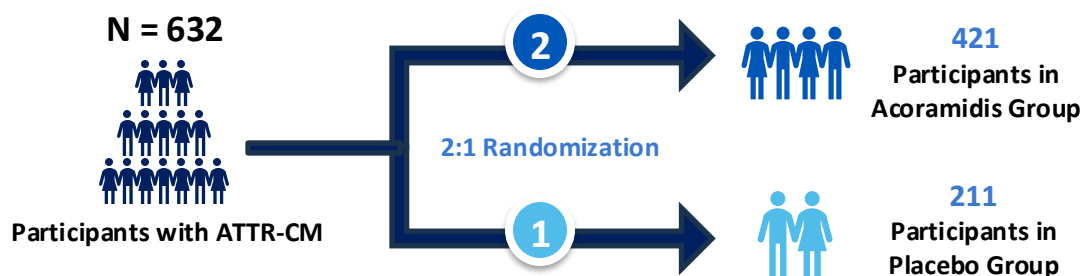 N = 632
Participants with ATTR-CM
2:1 Randomization
2
421
Participants in
Acoramidis Group
1
211
Participants in
Placebo Group